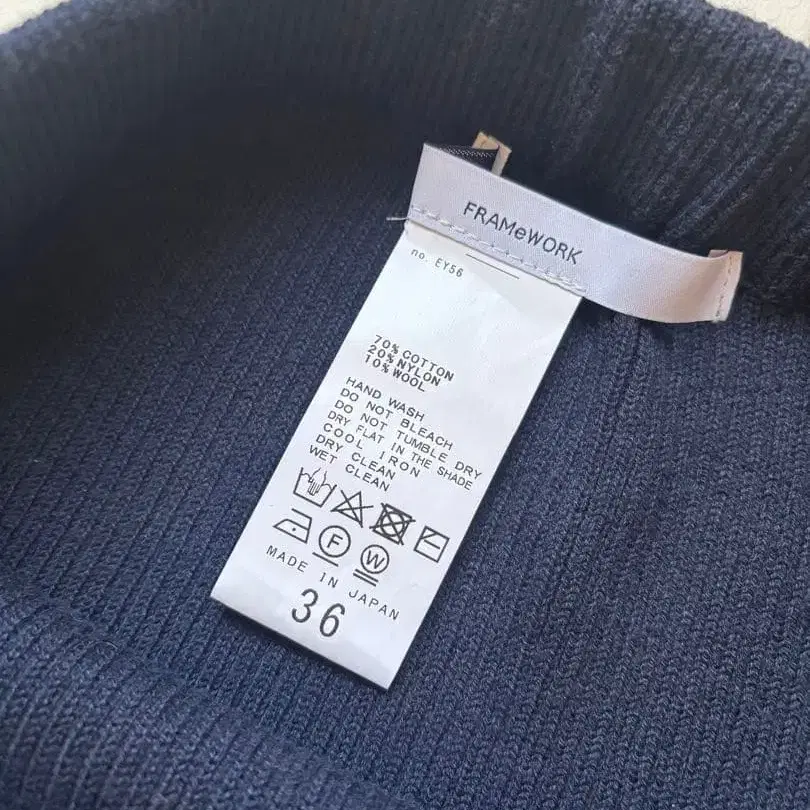 FRAMeWORK
no. EY56
70% COTTON
20% NYLON
10% WOOL
HAND WASH
DO NOT BLEACH
DO NOT TUMBLE DRY
DRY FLAT IN THE SHADE
COOL IRON
DRY CLEAN
WET CLEAN
F W
MADE IN JAPAN
36